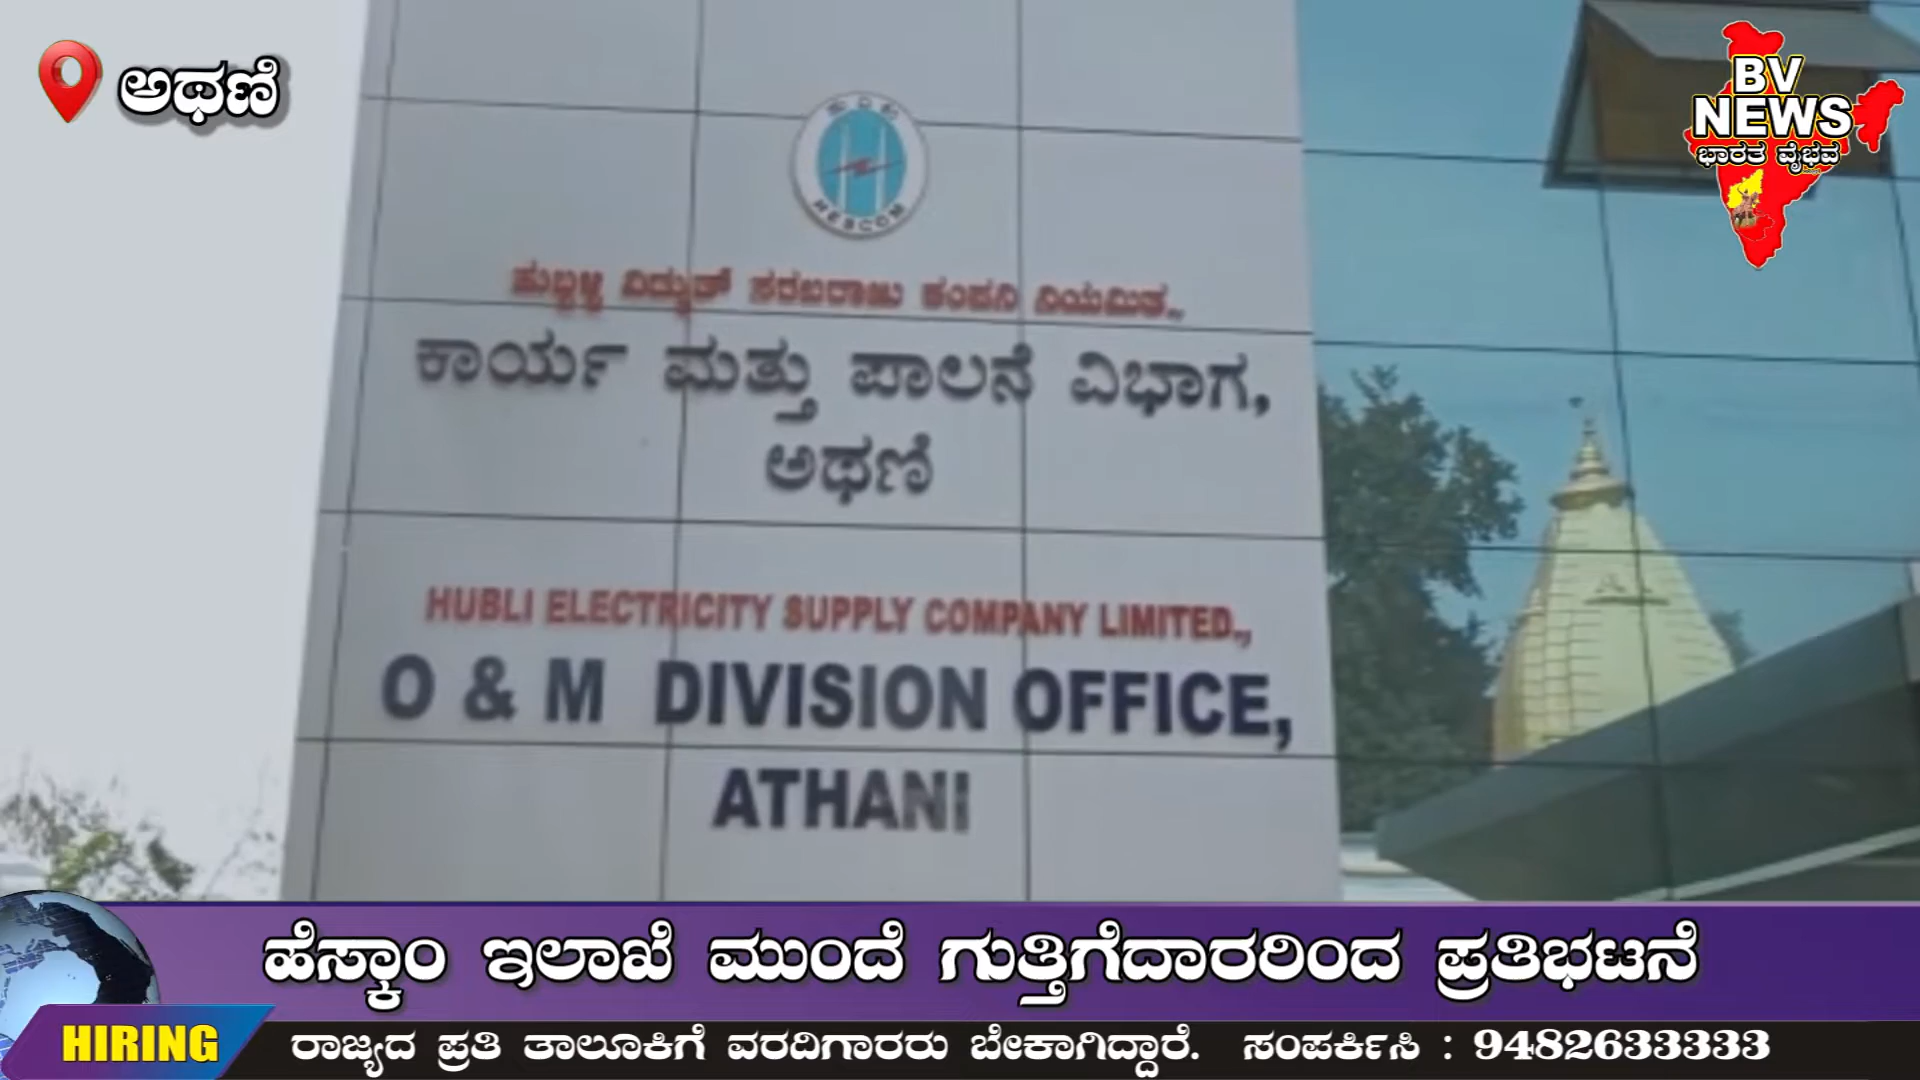 ಅಥಣಿ
BV
NEWS
ಭಾರತ ವೈಭವ
HESCOM
ಹುಬ್ಬಳ್ಳಿ ವಿದ್ಯುತ್ ಸರಬರಾಜು ಕಂಪನಿ ನಿಯಮಿತ.,
ಕಾರ್ಯ ಮತ್ತು ಪಾಲನೆ ವಿಭಾಗ,
ಅಥಣಿ
HUBLI ELECTRICITY SUPPLY COMPANY LIMITED.,
O & M DIVISION OFFICE,
ATHANI
ಹೆಸ್ಕಾಂ ಇಲಾಖೆ ಮುಂದೆ ಗುತ್ತಿಗೆದಾರರಿಂದ ಪ್ರತಿಭಟನೆ
HIRING
ರಾಜ್ಯದ ಪ್ರತಿ ತಾಲೂಕಿಗೆ ವರದಿಗಾರರು ಬೇಕಾಗಿದ್ದಾರೆ. ಸಂಪರ್ಕಿಸಿ : 9482633333